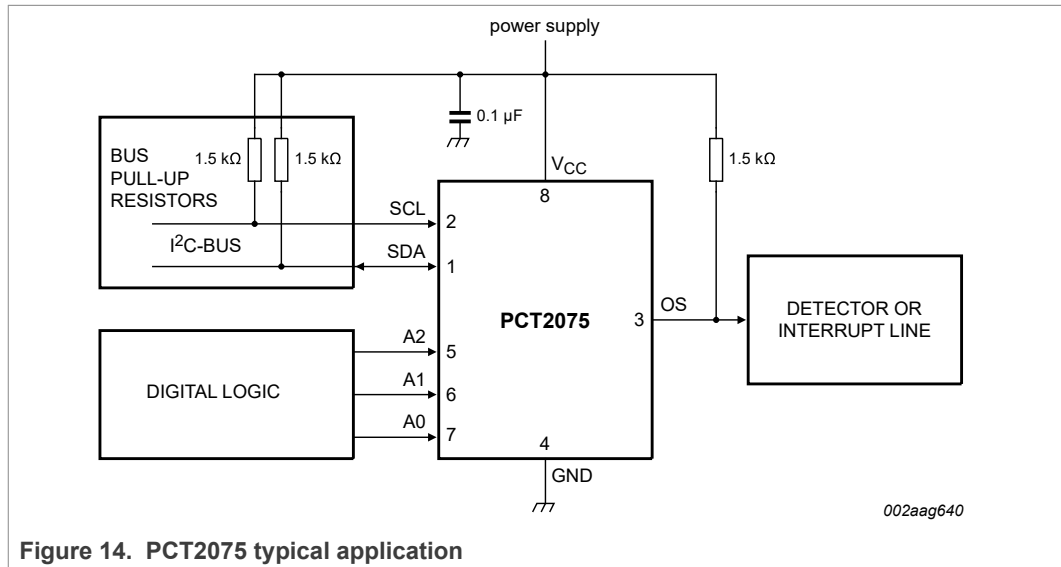 power supply
0.1 μF
BUS
PULL-UP
RESISTORS
1.5 kΩ
1.5 kΩ
1.5 kΩ
VCC
8
SCL
2
I2C-BUS
SDA
1
PCT2075
3
OS
DETECTOR OR
INTERRUPT LINE
DIGITAL LOGIC
A2
5
A1
6
A0
7
4
GND
002aag640
Figure 14. PCT2075 typical application